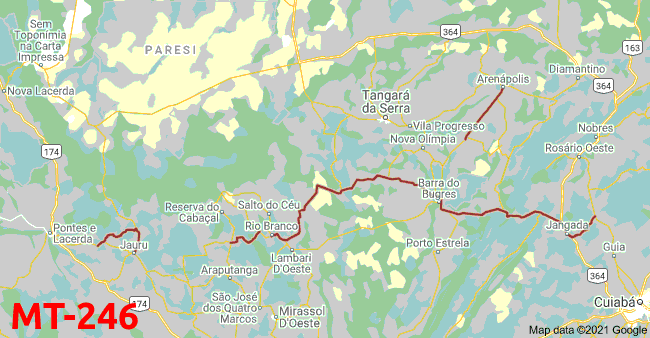 Sem
Toponimia
na Carta
Impressa
PARESI
364
163
Arenápolis
Diamantino
Nova Lacerda
Tangará
da Serra
364
Vila Progresso
Nobres
174
Nova Olímpia
Rosário Oeste
Barra do
Bugres
Reserva do
Cabaçal
Salto do Céu
Pontes e
Lacerda
Rio Branco
Jangada
Jauru
Porto Estrela
Guia
Lambari
D'Oeste
Araputanga
364
São José
dos Quatro
Marcos
Mirassol
D'Oeste
174
Cuiabá
MT-246
Map data ©2021 Google